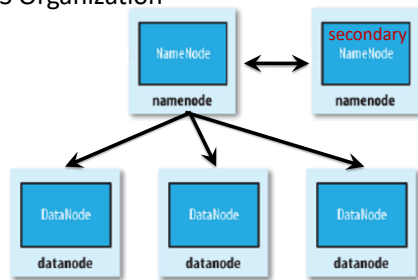 S Organization
NameNode
namenode
secondary
NameNode
namenode
DataNode
datanode
DataNode
datanode
DataNode
datanode